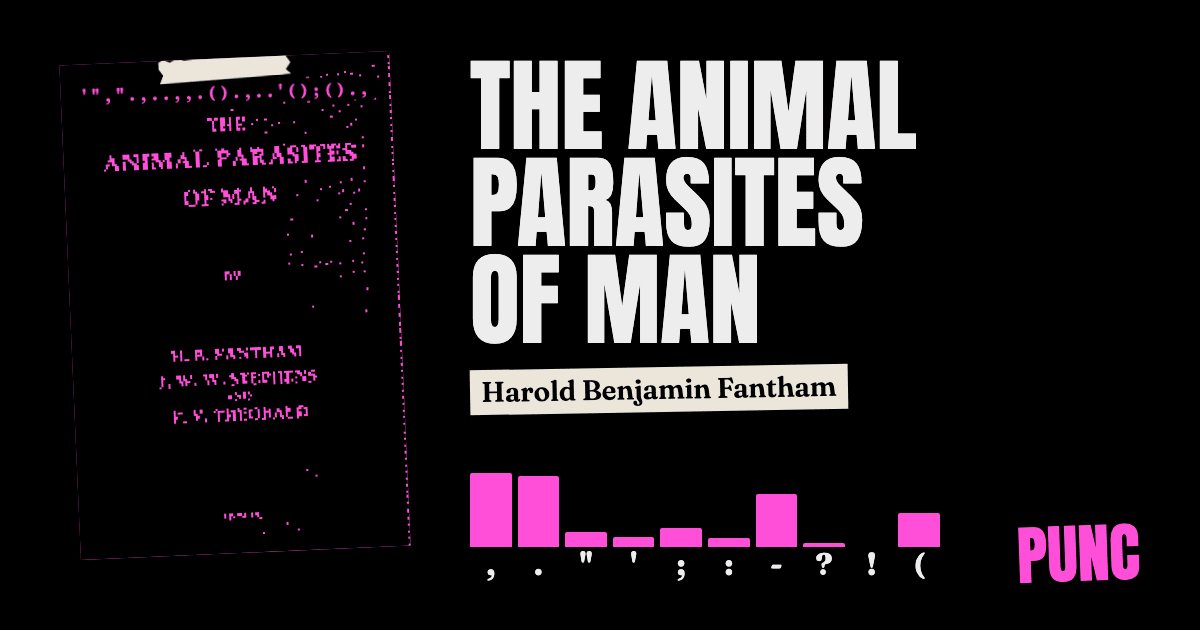 '",".,..,,.().,..'();().,.
THE
ANIMAL PARASITES
OF MAN
BY
H. B. FANTHAM
J. W. W. STEPHENS
AND
F. V. THEOBALD
THE ANIMAL
PARASITES
OF MAN
Harold Benjamin Fantham
, . " ' ; : - ? ! (
PUNC